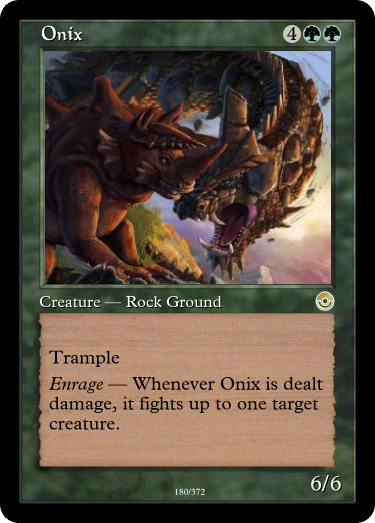 Onix 4
Creature — Rock Ground
Trample
Enrage — Whenever Onix is dealt
damage, it fights up to one target
creature.
180/372
6/6